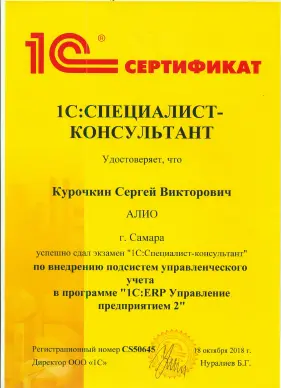 1С® СЕРТИФИКАТ
1С:СПЕЦИАЛИСТ-
КОНСУЛЬТАНТ
Удостоверяет, что
Курочкин Сергей Викторович
АЛИО
г. Самара
успешно сдал экзамен "1С:Специалист-консультант"
по внедрению подсистем управленческого
учета
в программе "1С:ERP Управление
предприятием 2"
Регистрационный номер CS50645 28 октября 2018 г.
Директор ООО «1С» Нуралиев Б.Г.